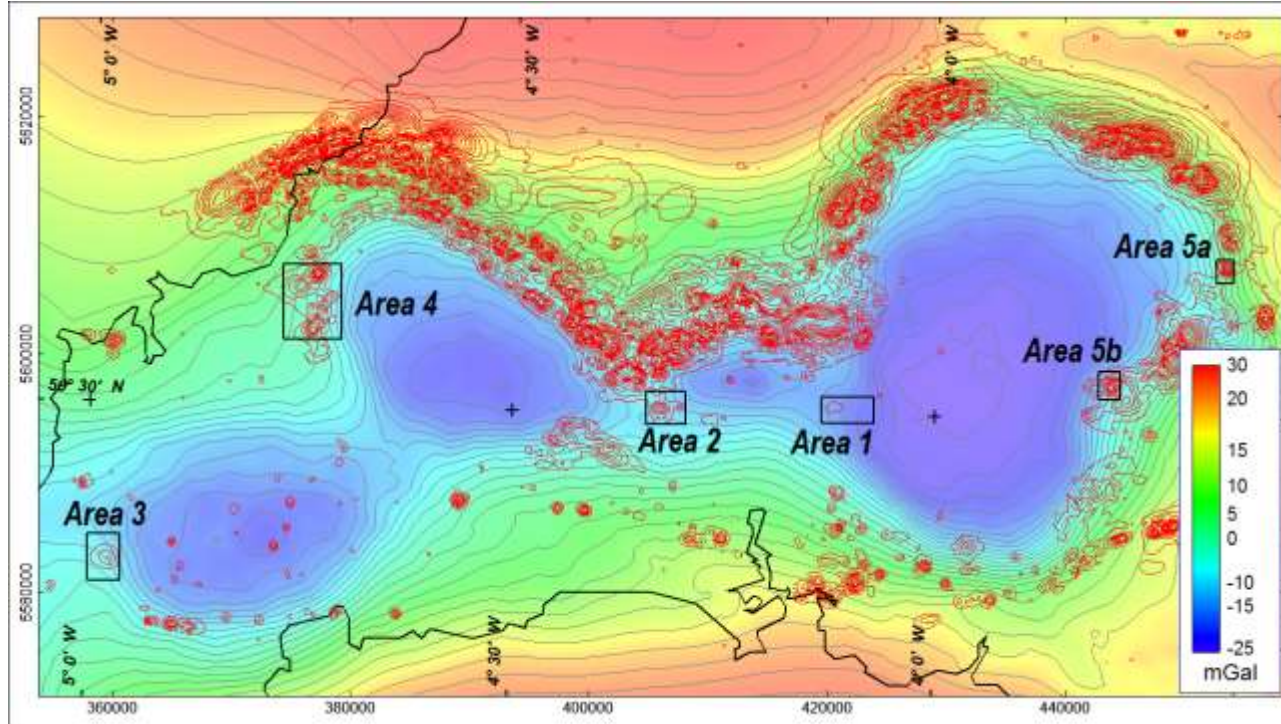 5° 0' W
4° 30' W
4° 0' W
5620000
Area 5a
Area 4
5600000
Area 5b
50° 30' N
30
Area 2
Area 1
20
15
Area 3
10
5
0
-10
5580000
-15
5° 0' W
4° 30' W
4° 0' W
-25
mGal
360000
380000
400000
420000
440000